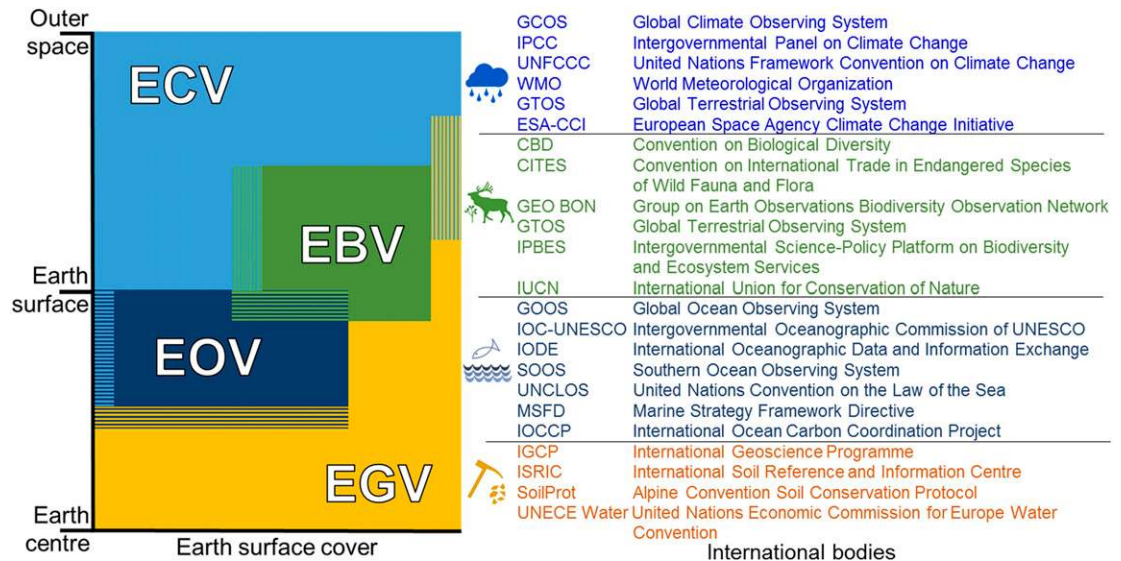 Outer
space
ECV
EBV
Earth
surface
EOV
EGV
Earth
centre
Earth surface cover
GCOS Global Climate Observing System
IPCC Intergovernmental Panel on Climate Change
UNFCCC United Nations Framework Convention on Climate Change
WMO World Meteorological Organization
GTOS Global Terrestrial Observing System
ESA-CCI European Space Agency Climate Change Initiative
CBD Convention on Biological Diversity
CITES Convention on International Trade in Endangered Species
of Wild Fauna and Flora
GEO BON Group on Earth Observations Biodiversity Observation Network
GTOS Global Terrestrial Observing System
IPBES Intergovernmental Science-Policy Platform on Biodiversity
and Ecosystem Services
IUCN International Union for Conservation of Nature
GOOS Global Ocean Observing System
IOC-UNESCO Intergovernmental Oceanographic Commission of UNESCO
IODE International Oceanographic Data and Information Exchange
SOOS Southern Ocean Observing System
UNCLOS United Nations Convention on the Law of the Sea
MSFD Marine Strategy Framework Directive
IOCCP International Ocean Carbon Coordination Project
IGCP International Geoscience Programme
ISRIC International Soil Reference and Information Centre
SoilProt Alpine Convention Soil Conservation Protocol
UNECE Water United Nations Economic Commission for Europe Water
Convention
International bodies